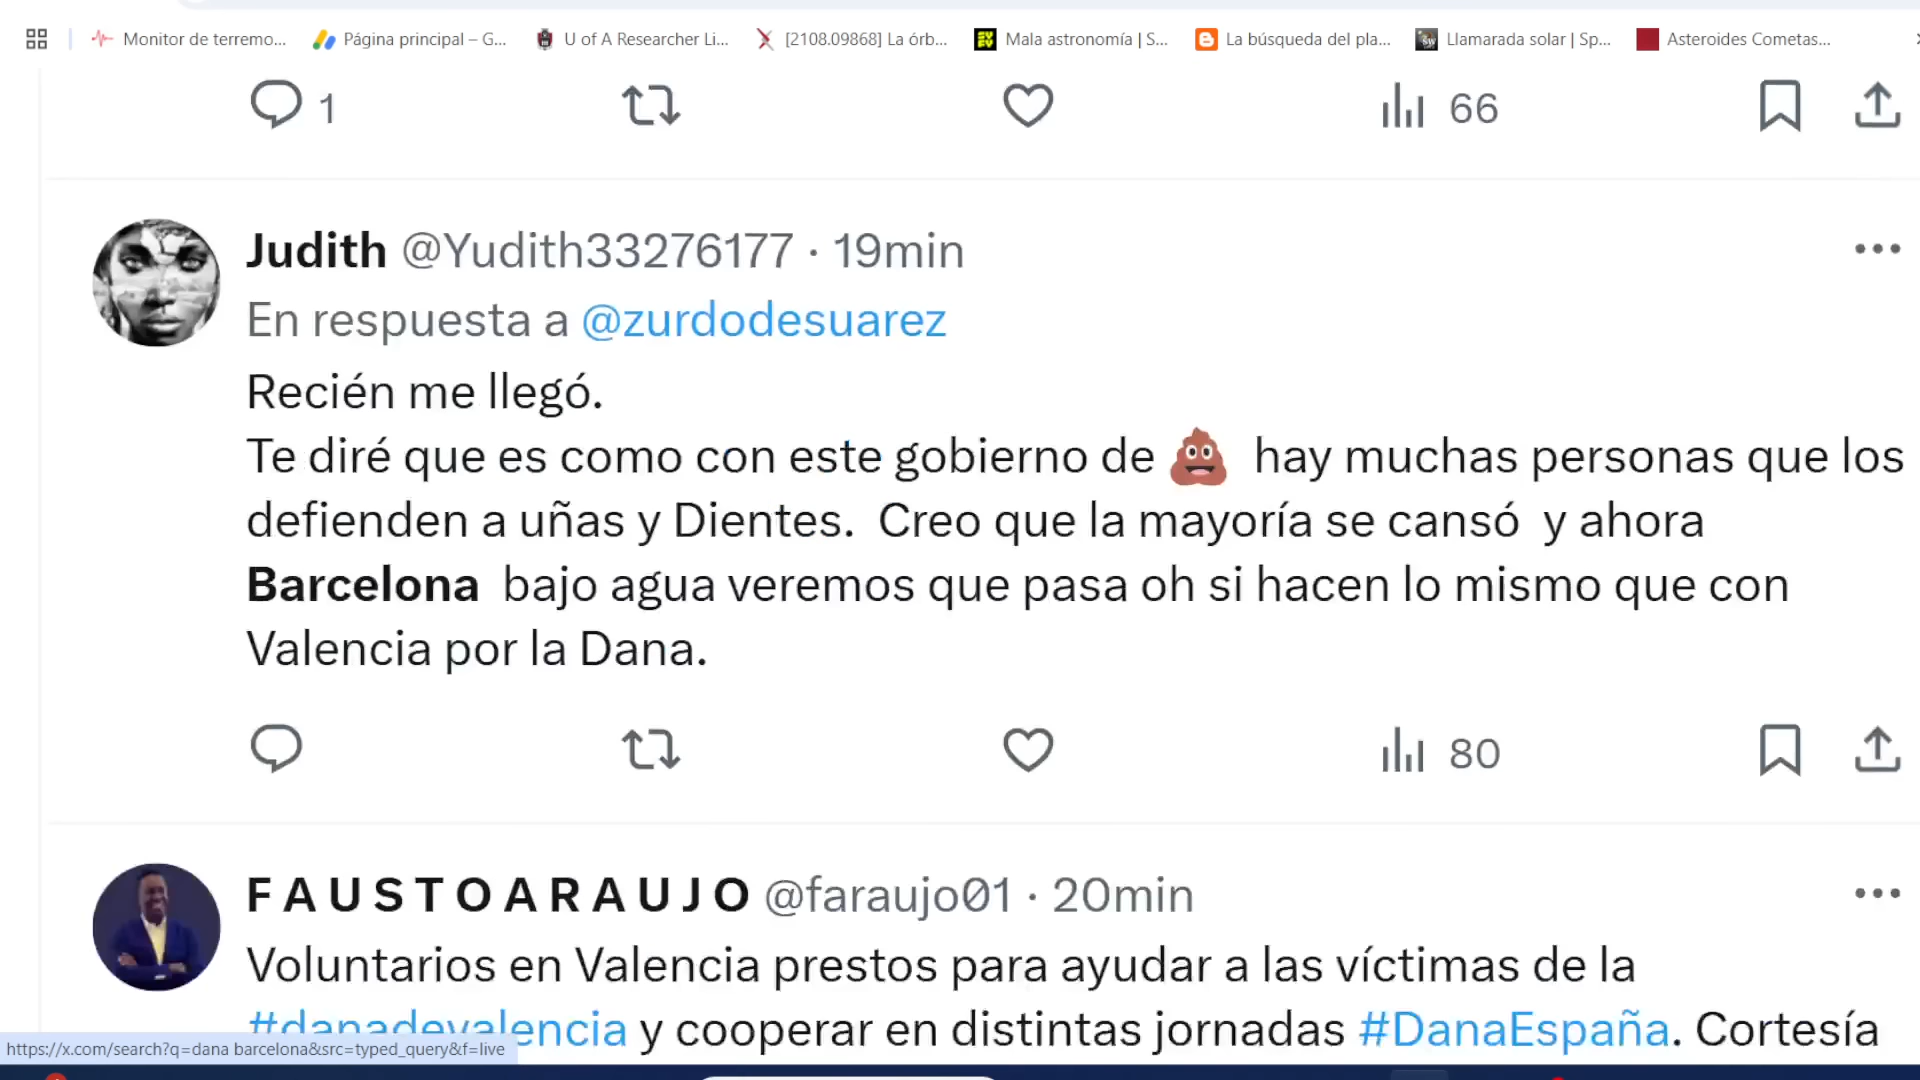 Monitor de terremo... Página principal – G... U of A Researcher Li... [2108.09868] La órb... Mala astronomía | S... La búsqueda del pla... Llamarada solar | Sp... Asteroides Cometas...
1 66
Judith @Yudith33276177 · 19min
En respuesta a @zurdodesuarez
Recién me llegó.
Te diré que es como con este gobierno de 💩 hay muchas personas que los
defienden a uñas y Dientes. Creo que la mayoría se cansó y ahora
Barcelona bajo agua veremos que pasa oh si hacen lo mismo que con
Valencia por la Dana.
80
F A U S T O A R A U J O @faraujo01 · 20min
Voluntarios en Valencia prestos para ayudar a las víctimas de la
#danadevalencia y cooperar en distintas jornadas #DanaEspaña. Cortesía
https://x.com/search?q=dana barcelona&src=typed_query&f=live